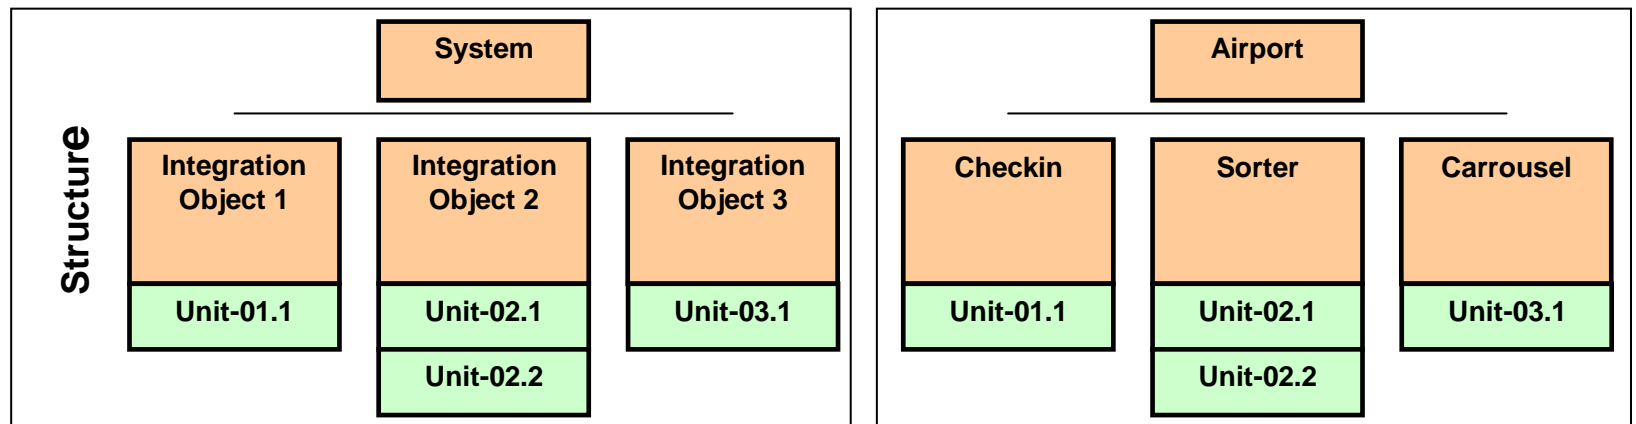 Structure
System
Integration
Object 1
Integration
Object 2
Integration
Object 3
Unit-01.1
Unit-02.1
Unit-03.1
Unit-02.2
Airport
Checkin
Sorter
Carrousel
Unit-01.1
Unit-02.1
Unit-03.1
Unit-02.2